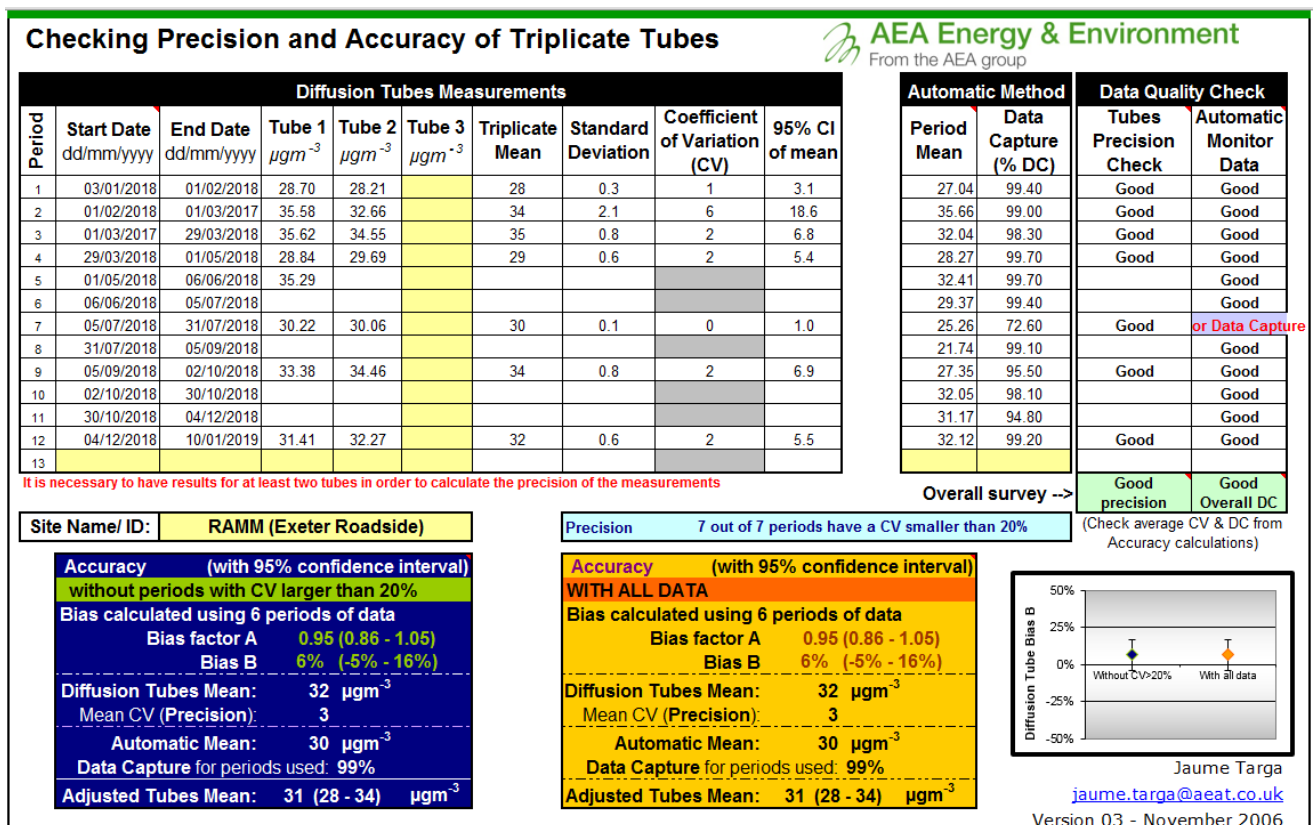 Checking Precision and Accuracy of Triplicate Tubes
AEA Energy & Environment
From the AEA group
Diffusion Tubes Measurements
Automatic Method
Data Quality Check
Period | Start Date dd/mm/yyyy | End Date dd/mm/yyyy | Tube 1 µgm-3 | Tube 2 µgm-3 | Tube 3 µgm-3 | Triplicate Mean | Standard Deviation | Coefficient of Variation (CV) | 95% CI of mean | Period Mean | Data Capture (% DC) | Tubes Precision Check | Automatic Monitor Data
1 03/01/2018 01/02/2018 28.70 28.21 28 0.3 1 3.1 27.04 99.40 Good Good
2 01/02/2018 01/03/2017 35.58 32.66 34 2.1 6 18.6 35.66 99.00 Good Good
3 01/03/2017 29/03/2018 35.62 34.55 35 0.8 2 6.8 32.04 98.30 Good Good
4 29/03/2018 01/05/2018 28.84 29.69 29 0.6 2 5.4 28.27 99.70 Good Good
5 01/05/2018 06/06/2018 35.29 32.41 99.70 Good
6 06/06/2018 05/07/2018 29.37 99.40 Good
7 05/07/2018 31/07/2018 30.22 30.06 30 0.1 0 1.0 25.26 72.60 Good or Data Capture
8 31/07/2018 05/09/2018 21.74 99.10 Good
9 05/09/2018 02/10/2018 33.38 34.46 34 0.8 2 6.9 27.35 95.50 Good Good
10 02/10/2018 30/10/2018 32.05 98.10 Good
11 30/10/2018 04/12/2018 31.17 94.80 Good
12 04/12/2018 10/01/2019 31.41 32.27 32 0.6 2 5.5 32.12 99.20 Good Good
13
It is necessary to have results for at least two tubes in order to calculate the precision of the measurements
Overall survey --> Good precision Good Overall DC
Site Name/ ID: RAMM (Exeter Roadside)
Precision 7 out of 7 periods have a CV smaller than 20%
(Check average CV & DC from
Accuracy calculations)
Accuracy (with 95% confidence interval)
without periods with CV larger than 20%
Bias calculated using 6 periods of data
Bias factor A 0.95 (0.86 - 1.05)
Bias B 6% (-5% - 16%)
Diffusion Tubes Mean: 32 µgm-3
Mean CV (Precision): 3
Automatic Mean: 30 µgm-3
Data Capture for periods used: 99%
Adjusted Tubes Mean: 31 (28 - 34) µgm-3
Accuracy (with 95% confidence interval)
WITH ALL DATA
Bias calculated using 6 periods of data
Bias factor A 0.95 (0.86 - 1.05)
Bias B 6% (-5% - 16%)
Diffusion Tubes Mean: 32 µgm-3
Mean CV (Precision): 3
Automatic Mean: 30 µgm-3
Data Capture for periods used: 99%
Adjusted Tubes Mean: 31 (28 - 34) µgm-3
Diffusion Tube Bias B
50%
25%
0%
-25%
-50%
Without CV>20% With all data
Jaume Targa
jaume.targa@aeat.co.uk
Version 03 - November 2006